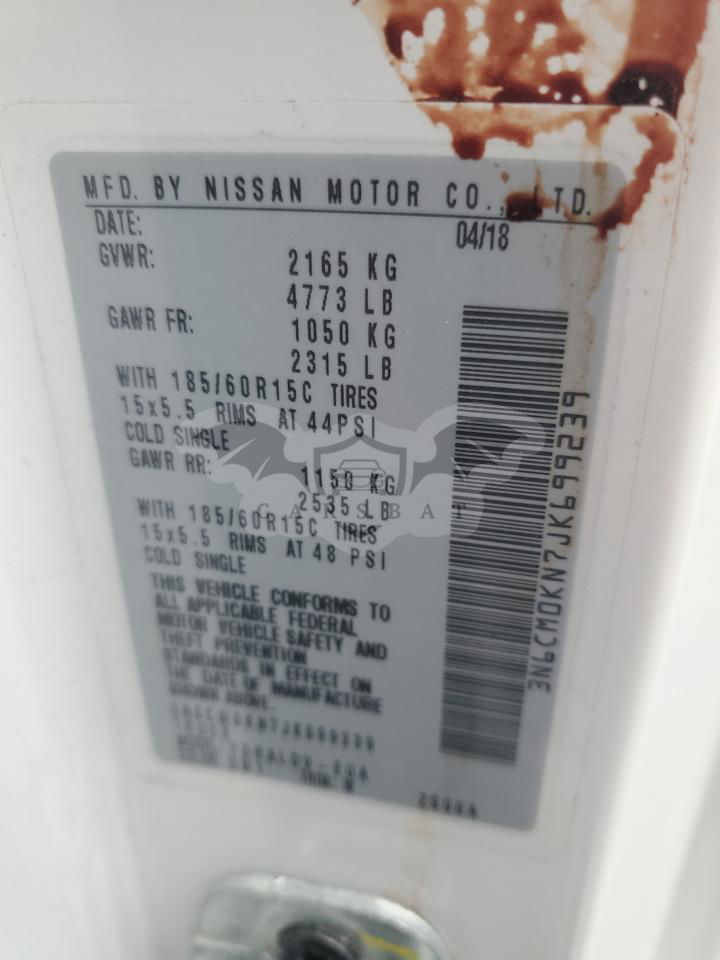 MFD. BY NISSAN MOTOR CO., LTD.
DATE: 04/18
GVWR: 2165 KG
4773 LB
GAWR FR: 1050 KG
2315 LB
WITH 185/60R15C TIRES
15x5.5 RIMS AT 44PSI
COLD SINGLE
GAWR RR: 1150 KG
2535 LB
WITH 185/60R15C TIRES
15x5.5 RIMS AT 48 PSI
COLD SINGLE
THIS VEHICLE CONFORMS TO
ALL APPLICABLE FEDERAL
MOTOR VEHICLE SAFETY AND
THEFT PREVENTION
STANDARDS IN EFFECT ON
THE DATE OF MANUFACTURE
SHOWN ABOVE.
3N6CM0KN7JK699239
3N6CM0KN7JK699239
CARSBAT